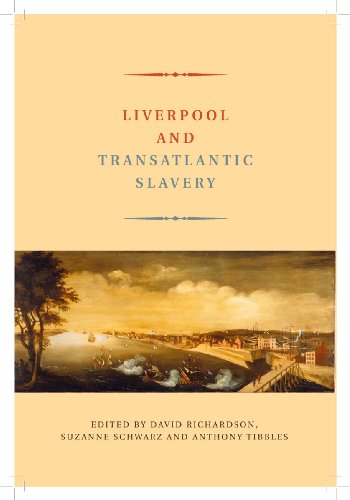 LIVERPOOL
AND
TRANSATLANTIC
SLAVERY
EDITED BY DAVID RICHARDSON,
SUZANNE SCHWARZ AND ANTHONY TIBBLES